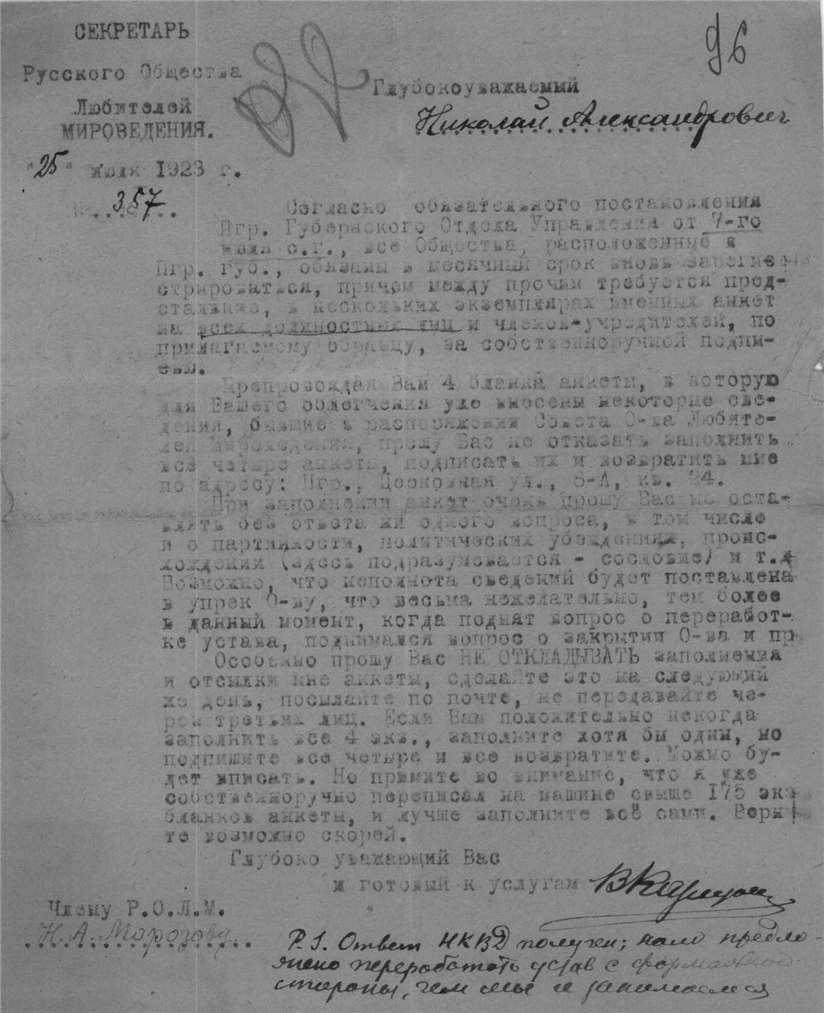 СЕКРЕТАРЬ
Русского Общества
Любителей
МИРОВЕДЕНИЯ.
"25" июля 1923 г.
357
96
Глубокоуважаемый
Николай Александрович
Согласно обязательного постановления
Пгр. Губернского Отдела Управления от 7-го
июля с.г., все Общества, расположенные в
Пгр. губ., обязаны в месячный срок вновь зареги-
стрироваться, причем между прочим требуется пред-
ставление, в нескольких экземплярах именных анкет
на всех должностных лиц и членов-учредителей, по
прилагаемому образцу, за собственноручной подпи-
сью.
Препровождая Вам 4 бланка анкеты, в которую
для Вашего облегчения уже внесены некоторые све-
дения, бывшие в распоряжении Совета О-ва Любите-
лей Мироведения, прошу Вас не отказать заполнить
все четыре анкеты, подписать их и возвратить мне
по адресу: Пгр., Церковная ул., 8-А, кв. 24.
При заполнении анкет очень прошу Вас не оста-
влять без ответа ни одного вопроса, в том числе
и о партийности, политических убеждениях, проис-
хождении (здесь подразумевается - сословие) и т.д
Возможно, что неполнота сведений будет поставлена
в упрек О-ву, что весьма нежелательно, тем более
в данный момент, когда поднят вопрос о переработ-
ке устава, поднимался вопрос о закрытии О-ва и пр
Особенно прошу Вас НЕ ОТКЛАДЫВАТЬ заполнения
и отсылки мне анкеты, сделайте это на следующий
же день, посылайте по почте, не передавайте че-
рез третьих лиц. Если Вам положительно некогда
заполнить все 4 экз., заполните хотя бы один, но
подпишите все четыре и все возвратите. Можно бу-
дет вписать. Но примите во внимание, что я уже
собственноручно переписал на машине свыше 175 экз
бланков анкеты, и лучше заполните всё сами. Верни
те возможно скорей.
Глубоко уважающий Вас
и готовый к услугам
Члену Р.О.Л.М.
Н.А.Морозову
P.S. Ответ НКВД получен; нам предло-
жено переработать устав с формальной
стороны, чем мы и занимаемся